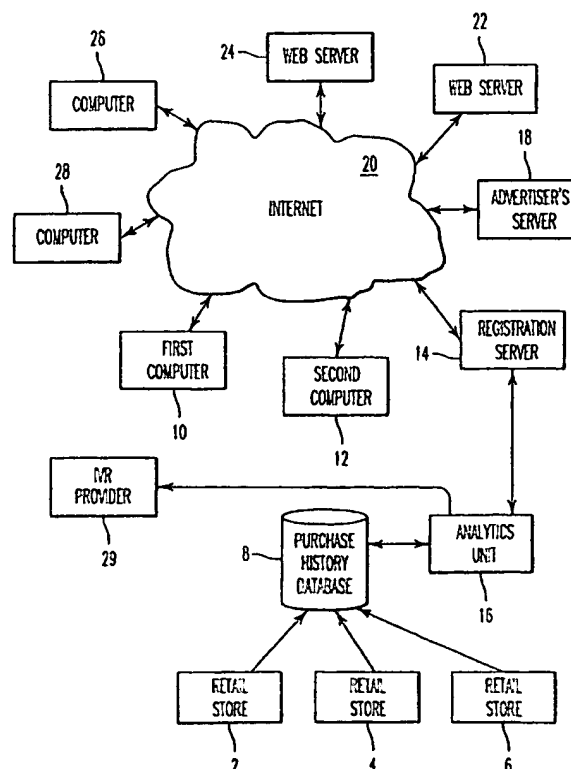 26
COMPUTER
24
WEB SERVER
22
WEB SERVER
18
ADVERTISER'S
SERVER
20
INTERNET
28
COMPUTER
FIRST
COMPUTER
10
SECOND
COMPUTER
12
14
REGISTRATION
SERVER
IVR
PROVIDER
29
8
PURCHASE
HISTORY
DATABASE
ANALYTICS
UNIT
16
RETAIL
STORE
2
RETAIL
STORE
4
RETAIL
STORE
6